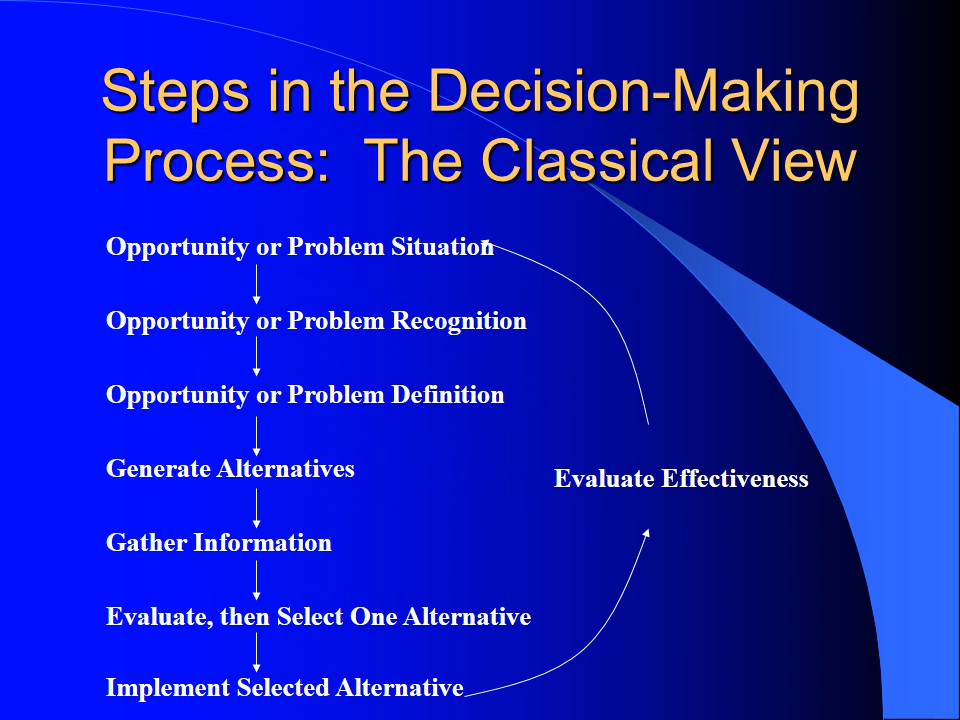 Steps in the Decision-Making
Process:  The Classical View
Opportunity or Problem Situation
Opportunity or Problem Recognition
Opportunity or Problem Definition
Generate Alternatives
Evaluate Effectiveness
Gather Information
Evaluate, then Select One Alternative
Implement Selected Alternative